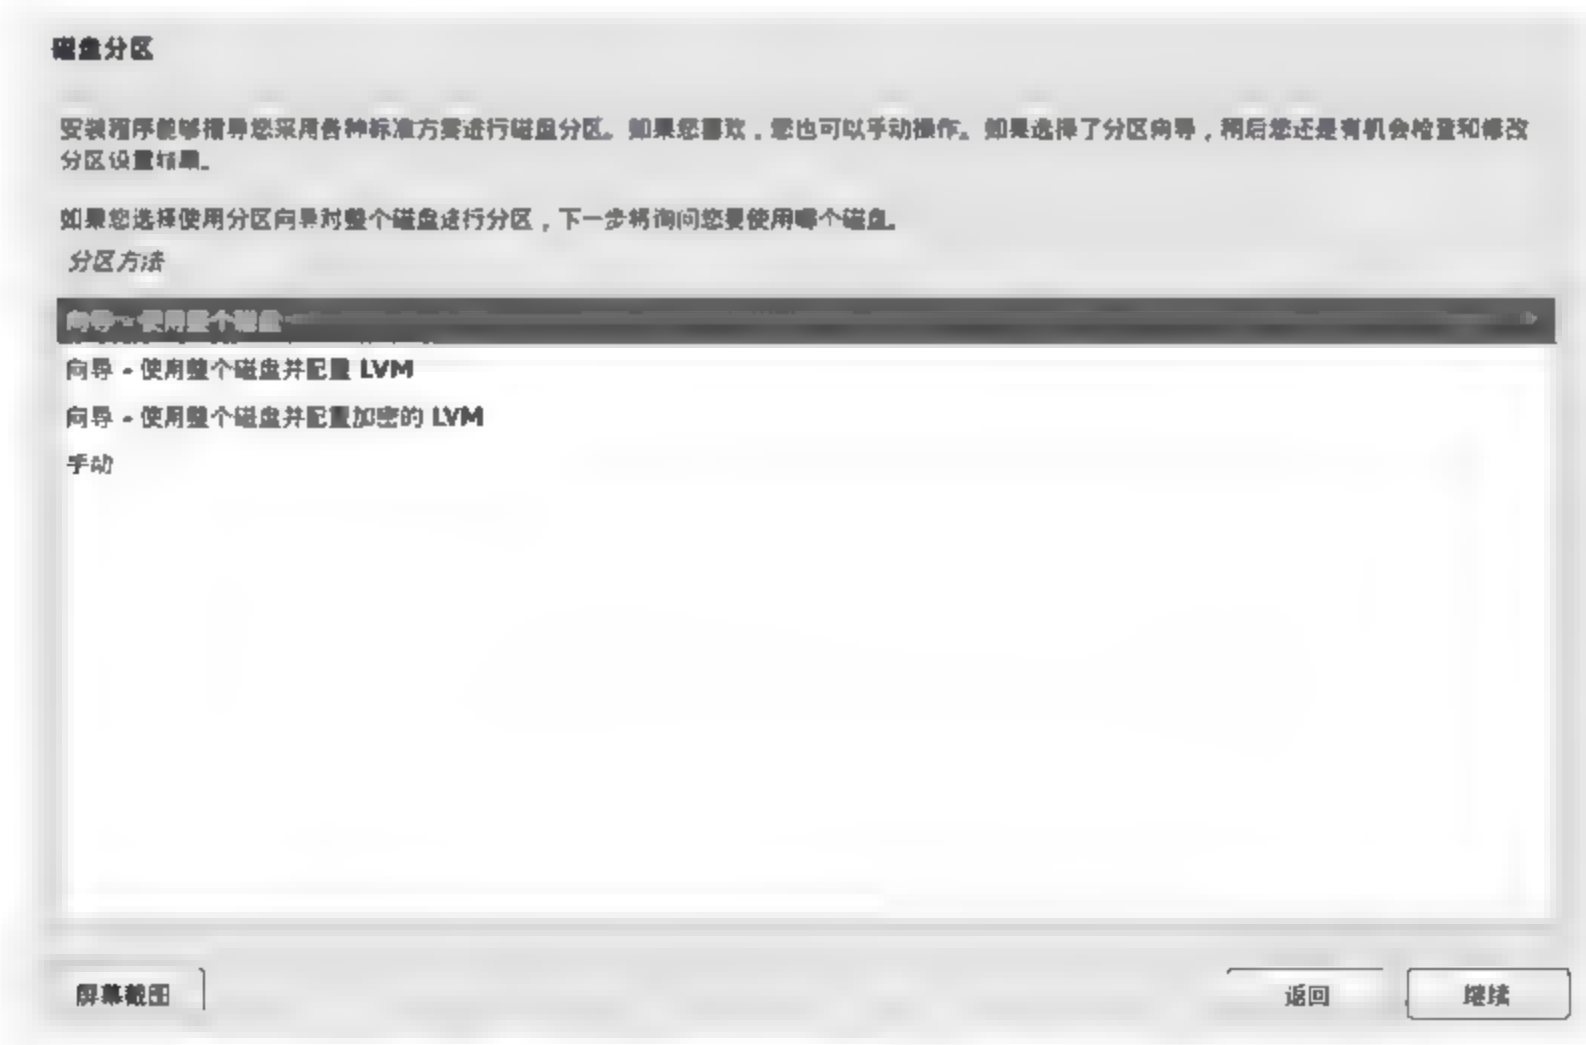 磁盘分区
安装程序能够指导您采用各种标准方案进行磁盘分区。如果您喜欢，您也可以手动操作。如果选择了分区向导，稍后您还是有机会检查和修改
分区设置结果。
如果您选择使用分区向导对整个磁盘进行分区，下一步将询问您要使用哪个磁盘。
分区方法
向导 - 使用整个磁盘
向导 - 使用整个磁盘并配置 LVM
向导 - 使用整个磁盘并配置加密的 LVM
手动
屏幕截图
返回
继续